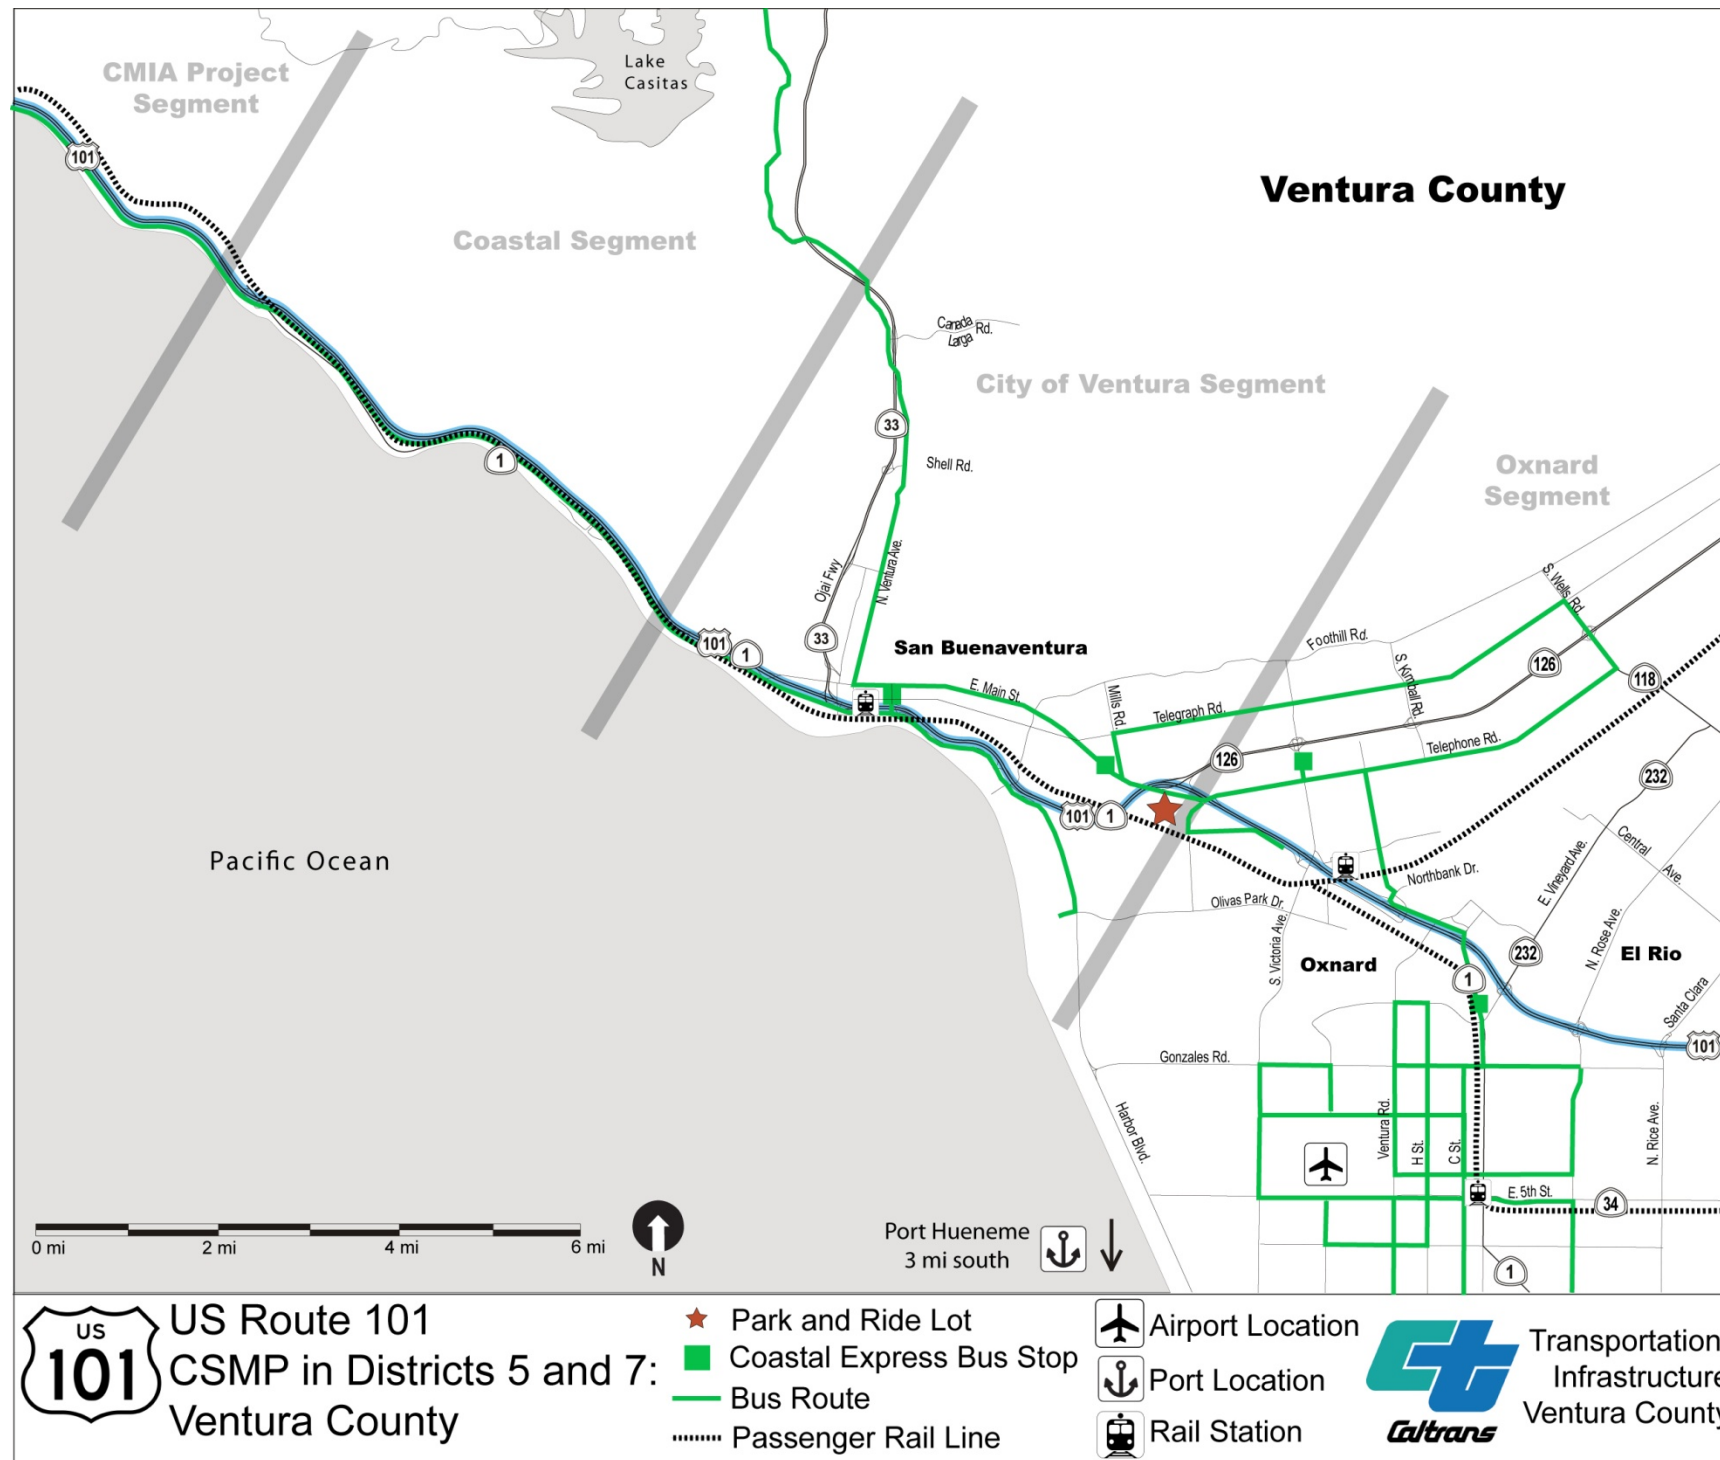 CMIA Project
Segment
Lake
Casitas
101
Ventura County
Coastal Segment
Canada
Larga
Rd.
City of Ventura Segment
33
1
Shell Rd.
Oxnard
Segment
Ojai Fwy
N. Ventura Ave.
S. Wells Rd.
33
101
1
San Buenaventura
Foothill Rd.
S. Kimball Rd.
126
118
E. Main St.
Mills Rd.
Telegraph Rd.
Telephone Rd.
126
232
101
1
Central
Ave.
E. Vineyard Ave.
Pacific Ocean
Northbank Dr.
Olivas Park Dr.
S. Victoria Ave.
N. Rose Ave.
Oxnard
1
232
El Rio
Santa Clara
101
Gonzales Rd.
Harbor Blvd.
Ventura Rd.
H St.
C St.
N. Rice Ave.
E. 5th St.
34
0 mi
2 mi
4 mi
6 mi
N
Port Hueneme
3 mi south
1
US
101
US Route 101
CSMP in Districts 5 and 7:
Ventura County
Park and Ride Lot
Coastal Express Bus Stop
Bus Route
Passenger Rail Line
Airport Location
Port Location
Rail Station
Caltrans
Transportation
Infrastructure
Ventura County